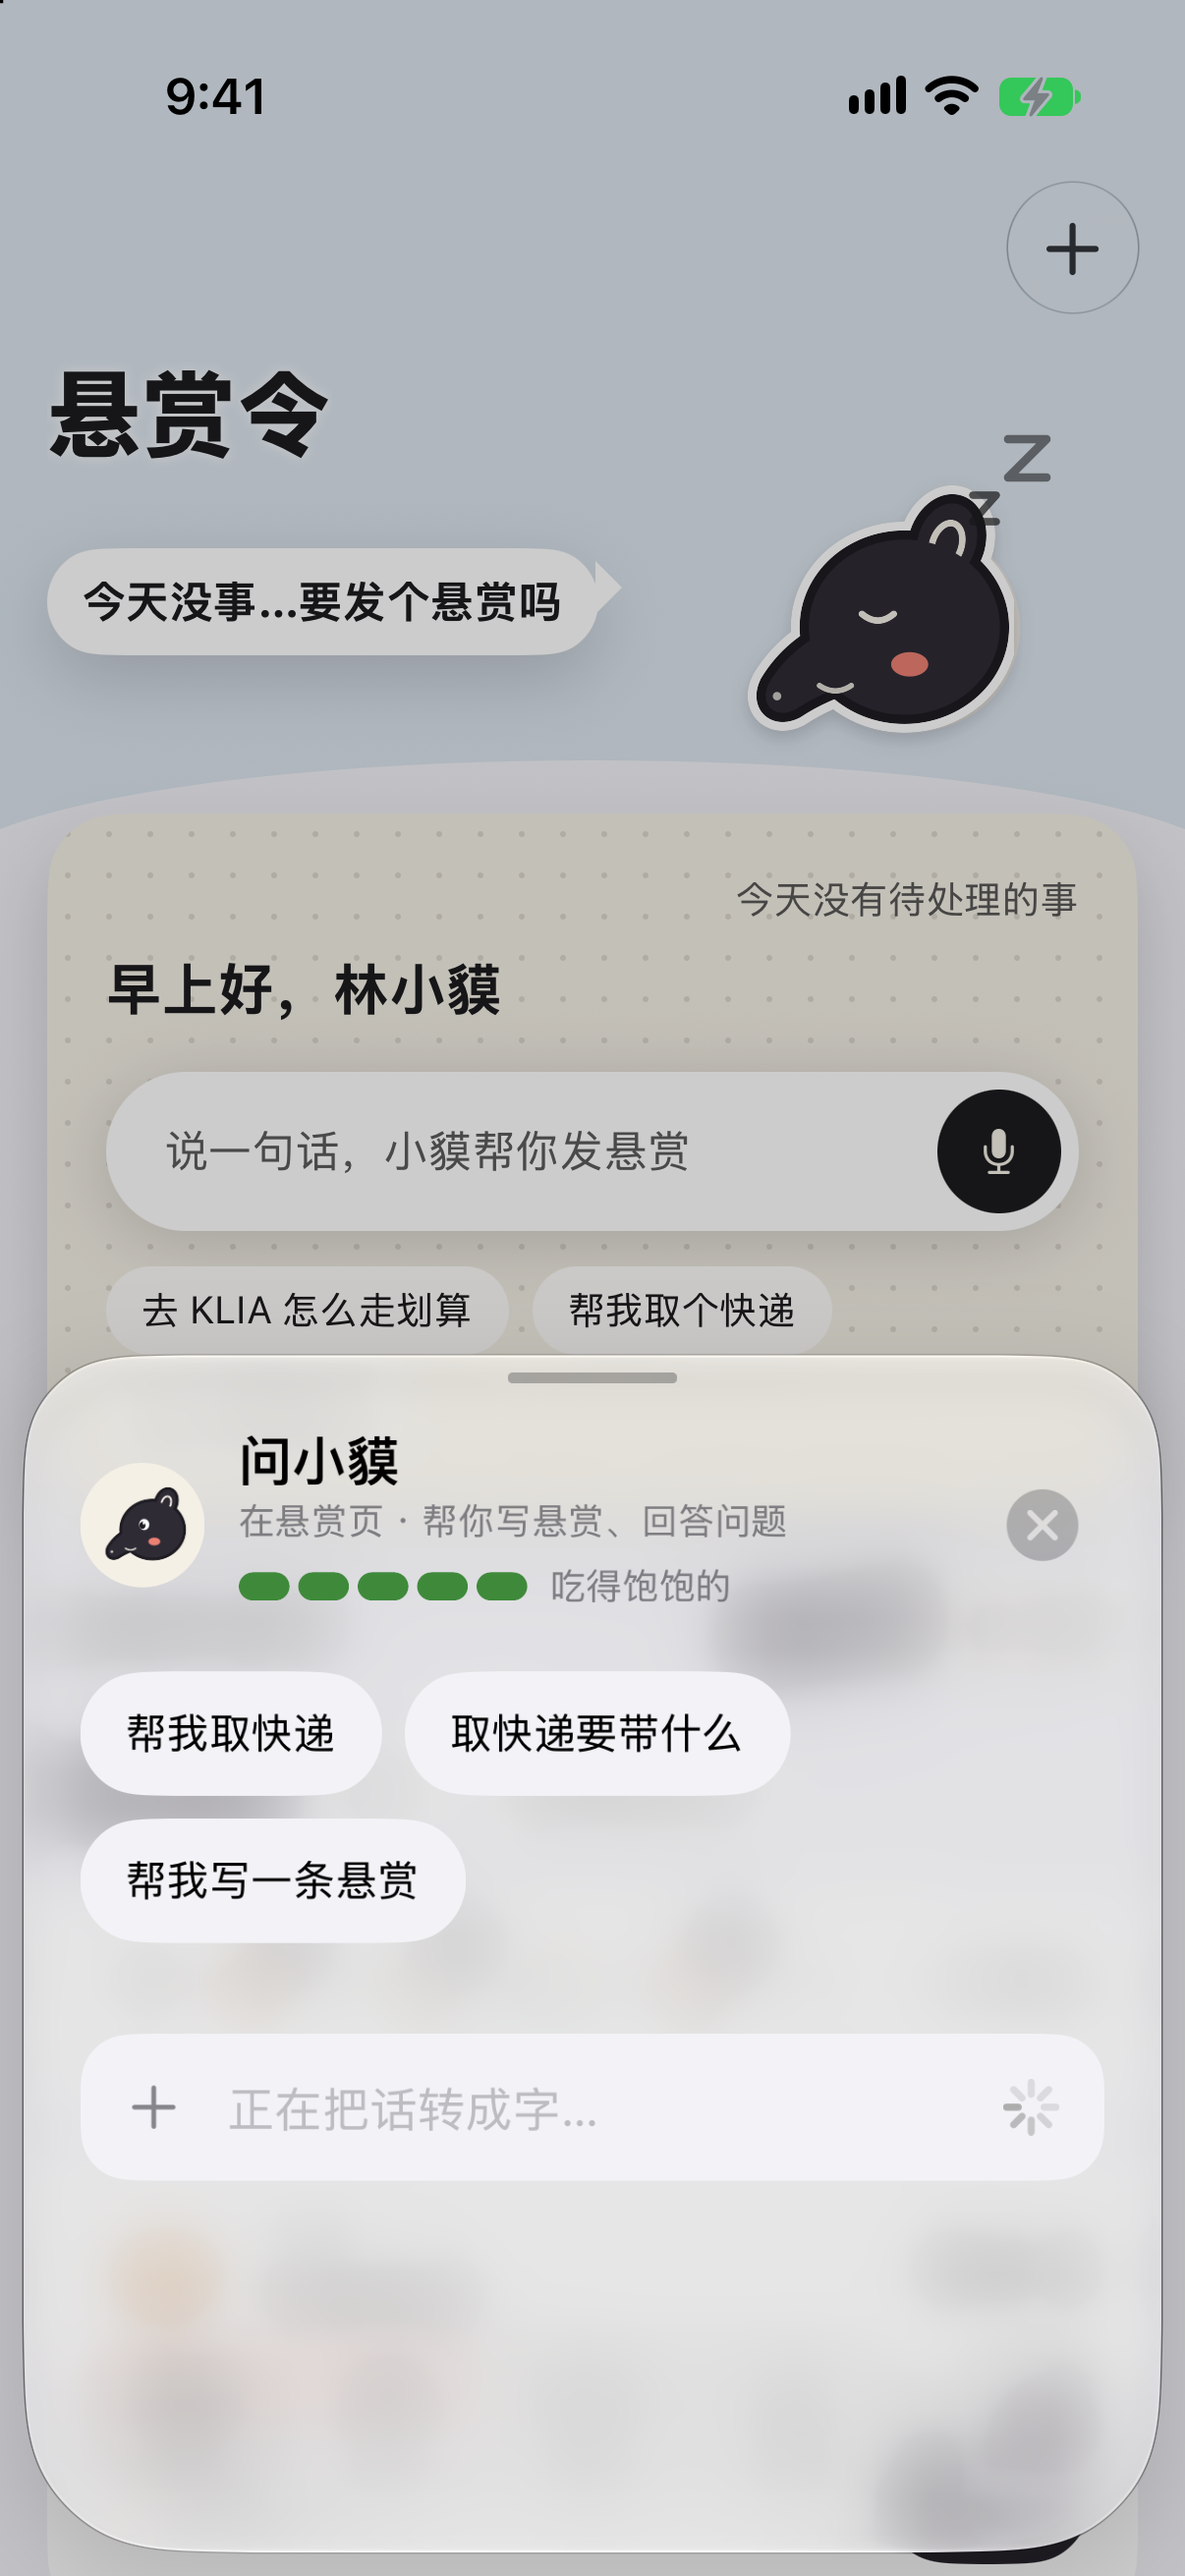 9:41
悬赏令
z
z
今天没事...要发个悬赏吗
今天没有待处理的事
早上好，林小貘
说一句话，小貘帮你发悬赏
去 KLIA 怎么走划算
帮我取个快递
问小貘
在悬赏页 · 帮你写悬赏、回答问题
吃得饱饱的
帮我取快递
取快递要带什么
帮我写一条悬赏
正在把话转成字...